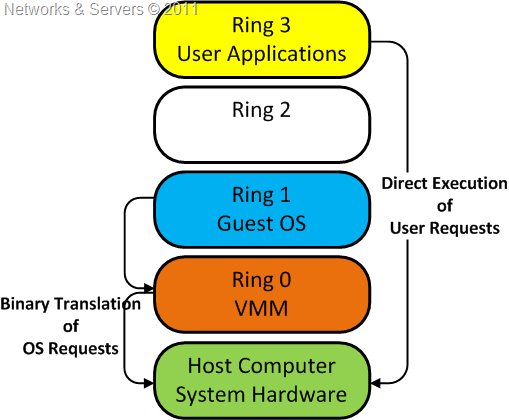 Networks & Servers © 2011
Ring 3
User Applications
Ring 2
Ring 1
Guest OS
Direct Execution
of
User Requests
Ring 0
VMM
Binary Translation
of
OS Requests
Host Computer
System Hardware